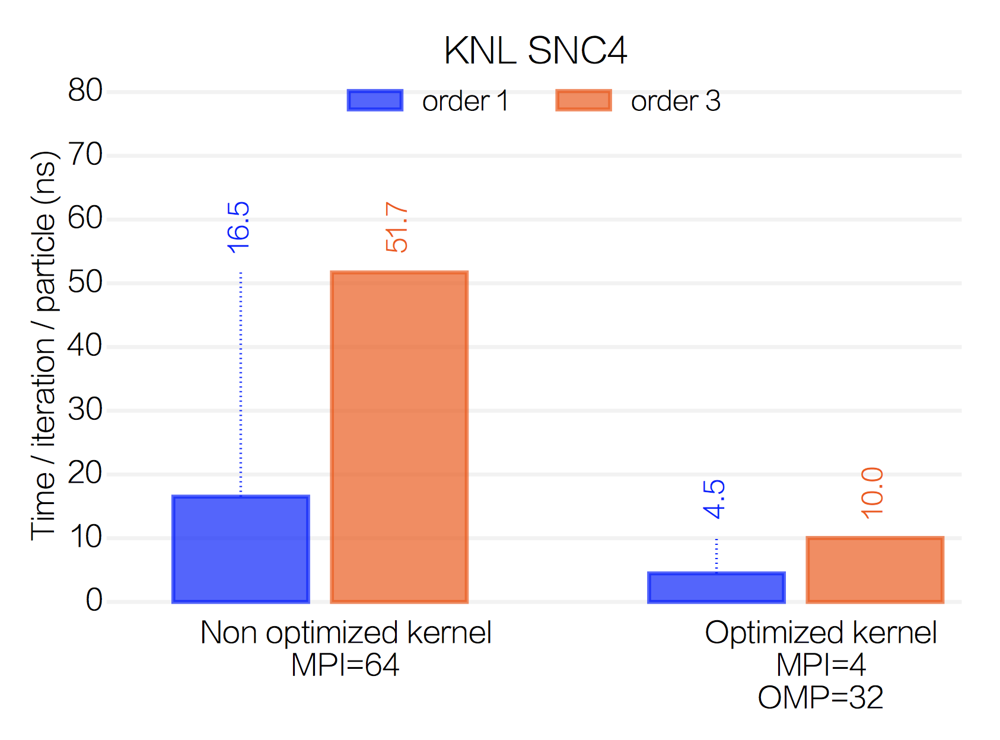 KNL SNC4
order 1
order 3
Time / iteration / particle (ns)
80
70
60
50
40
30
20
10
0
16.5
51.7
4.5
10.0
Non optimized kernel
MPI=64
Optimized kernel
MPI=4
OMP=32